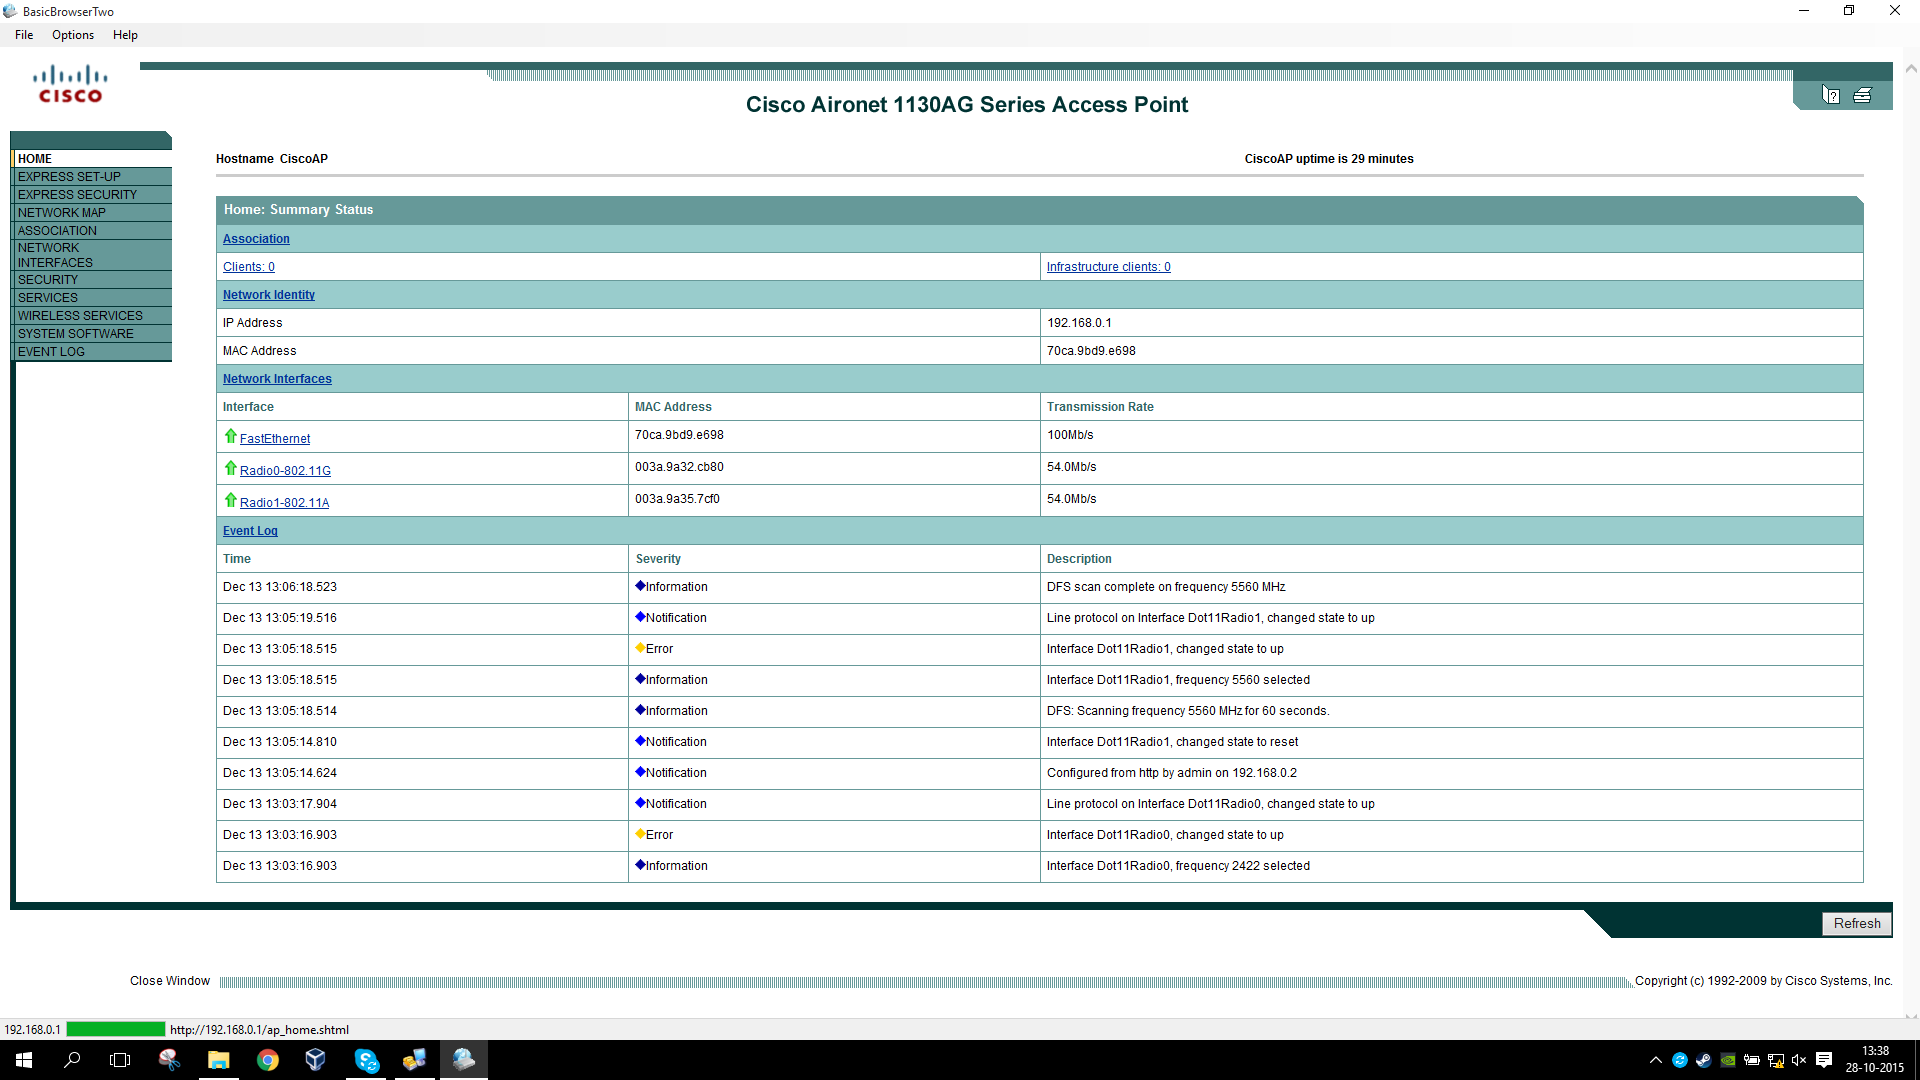 BasicBrowserTwo
File Options Help
CISCO
Cisco Aironet 1130AG Series Access Point
HOME
EXPRESS SET-UP
EXPRESS SECURITY
NETWORK MAP
ASSOCIATION
NETWORK
INTERFACES
SECURITY
SERVICES
WIRELESS SERVICES
SYSTEM SOFTWARE
EVENT LOG
Hostname CiscoAP CiscoAP uptime is 29 minutes
Home: Summary Status
Association
Clients: 0 Infrastructure clients: 0
Network Identity
IP Address 192.168.0.1
MAC Address 70ca.9bd9.e698
Network Interfaces
Interface MAC Address Transmission Rate
FastEthernet 70ca.9bd9.e698 100Mb/s
Radio0-802.11G 003a.9a32.cb80 54.0Mb/s
Radio1-802.11A 003a.9a35.7cf0 54.0Mb/s
Event Log
Time Severity Description
Dec 13 13:06:18.523 Information DFS scan complete on frequency 5560 MHz
Dec 13 13:05:19.516 Notification Line protocol on Interface Dot11Radio1, changed state to up
Dec 13 13:05:18.515 Error Interface Dot11Radio1, changed state to up
Dec 13 13:05:18.515 Information Interface Dot11Radio1, frequency 5560 selected
Dec 13 13:05:18.514 Information DFS: Scanning frequency 5560 MHz for 60 seconds.
Dec 13 13:05:14.810 Notification Interface Dot11Radio1, changed state to reset
Dec 13 13:05:14.624 Notification Configured from http by admin on 192.168.0.2
Dec 13 13:03:17.904 Notification Line protocol on Interface Dot11Radio0, changed state to up
Dec 13 13:03:16.903 Error Interface Dot11Radio0, changed state to up
Dec 13 13:03:16.903 Information Interface Dot11Radio0, frequency 2422 selected
Refresh
Close Window Copyright (c) 1992-2009 by Cisco Systems, Inc.
192.168.0.1 http://192.168.0.1/ap_home.shtml
13:38
28-10-2015